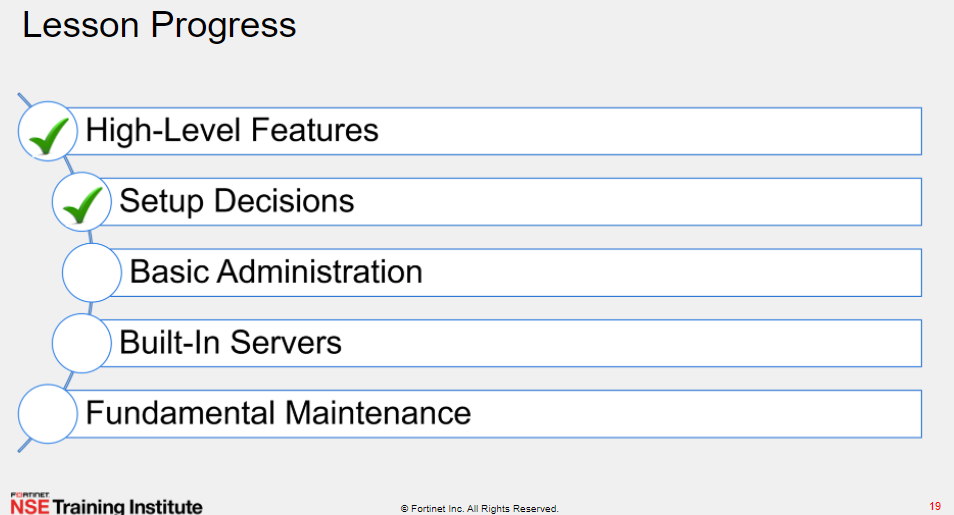 Lesson Progress
High-Level Features
Setup Decisions
Basic Administration
Built-In Servers
Fundamental Maintenance
FORTINET
NSE Training Institute
© Fortinet Inc. All Rights Reserved.
19